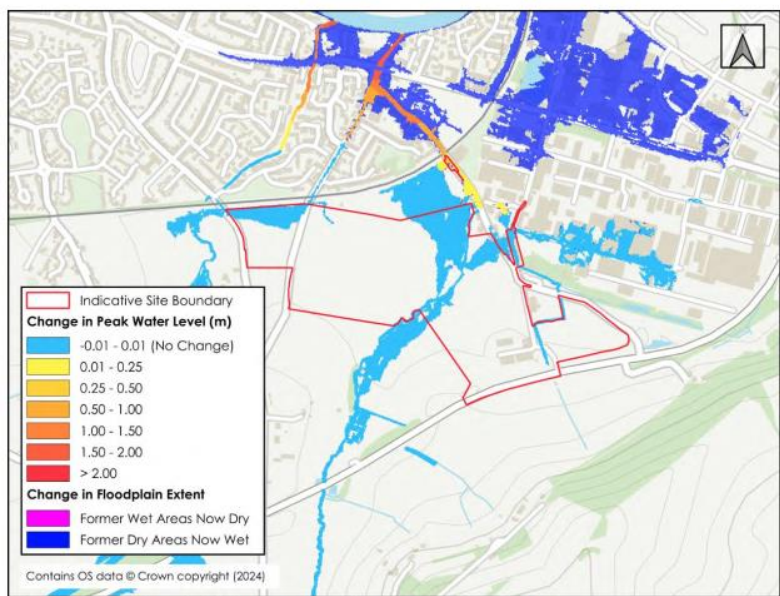 Indicative Site Boundary
Change in Peak Water Level (m)
-0.01 - 0.01 (No Change)
0.01 - 0.25
0.25 - 0.50
0.50 - 1.00
1.00 - 1.50
1.50 - 2.00
> 2.00
Change in Floodplain Extent
Former Wet Areas Now Dry
Former Dry Areas Now Wet
Contains OS data © Crown copyright (2024)